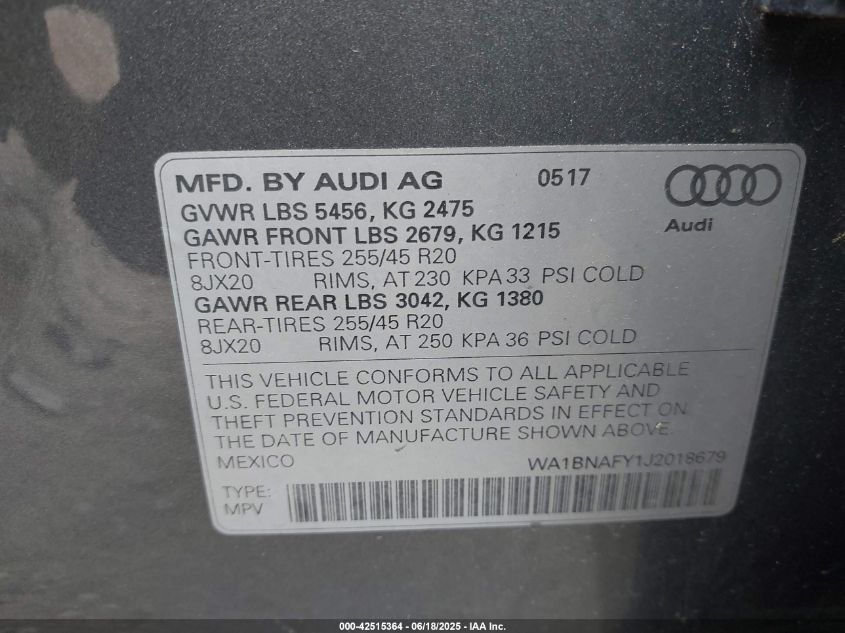 MFD. BY AUDI AG 0517
GVWR LBS 5456, KG 2475
Audi
GAWR FRONT LBS 2679, KG 1215
FRONT-TIRES 255/45 R20
8JX20 RIMS, AT 230 KPA 33 PSI COLD
GAWR REAR LBS 3042, KG 1380
REAR-TIRES 255/45 R20
8JX20 RIMS, AT 250 KPA 36 PSI COLD
THIS VEHICLE CONFORMS TO ALL APPLICABLE
U.S. FEDERAL MOTOR VEHICLE SAFETY AND
THEFT PREVENTION STANDARDS IN EFFECT ON
THE DATE OF MANUFACTURE SHOWN ABOVE.
MEXICO WA1BNAFY1J2018679
TYPE:
MPV
000-42515364 - 06/18/2025 - IAA Inc.